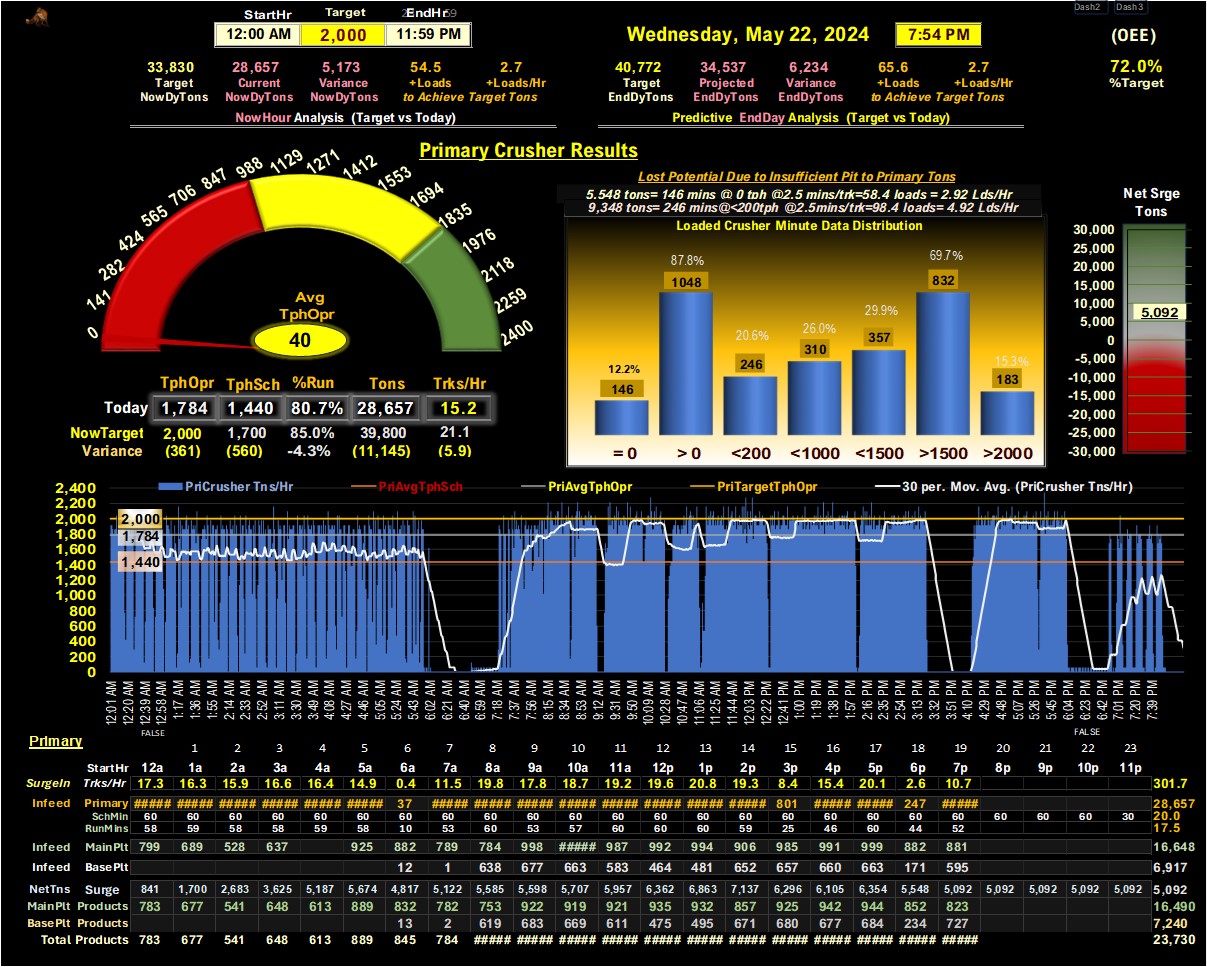 Dash2 Dash3
StartHr Target EndHr
12:00 AM 2,000 11:59 PM
Wednesday, May 22, 2024 7:54 PM (OEE)
33,830 28,657 5,173 54.5 2.7 40,772 34,537 6,234 65.6 2.7 72.0%
Target Current Variance +Loads +Loads/Hr Target Projected Variance +Loads +Loads/Hr %Target
NowDyTons NowDyTons NowDyTons to Achieve Target Tons EndDyTons EndDyTons EndDyTons to Achieve Target Tons
NowHour Analysis (Target vs Today) Predictive EndDay Analysis (Target vs Today)
Primary Crusher Results
0 141 282 424 565 706 847 988 1129 1271 1412 1553 1694 1835 1976 2118 2259 2400
Avg
TphOpr
40
Lost Potential Due to Insufficient Pit to Primary Tons
5.548 tons= 146 mins @ 0 tph @2.5 mins/trk=58.4 loads = 2.92 Lds/Hr
9,348 tons= 246 mins@<200tph @2.5mins/trk=98.4 loads= 4.92 Lds/Hr
Loaded Crusher Minute Data Distribution
12.2% 87.8% 20.6% 26.0% 29.9% 69.7% 15.3%
146 1048 246 310 357 832 183
= 0 > 0 <200 <1000 <1500 >1500 >2000
Net Srge
Tons
30,000
25,000
20,000
15,000
10,000
5,000
0
-5,000
-10,000
-15,000
-20,000
-25,000
-30,000
5,092
TphOpr TphSch %Run Tons Trks/Hr
Today 1,784 1,440 80.7% 28,657 15.2
NowTarget 2,000 1,700 85.0% 39,800 21.1
Variance (361) (560) -4.3% (11,145) (5.9)
PriCrusher Tns/Hr PriAvgTphSch PriAvgTphOpr PriTargetTphOpr 30 per. Mov. Avg. (PriCrusher Tns/Hr)
2,400
2,200
2,000
1,800
1,600
1,400
1,200
1,000
800
600
400
200
0
2,000
1,784
1,440
12:01 AM 12:20 AM 12:39 AM 12:58 AM 1:17 AM 1:36 AM 1:55 AM 2:14 AM 2:33 AM 2:52 AM 3:11 AM 3:30 AM 3:49 AM 4:08 AM 4:27 AM 4:46 AM 5:05 AM 5:24 AM 5:43 AM 6:02 AM 6:21 AM 6:40 AM 6:59 AM 7:18 AM 7:37 AM 7:56 AM 8:15 AM 8:34 AM 8:53 AM 9:12 AM 9:31 AM 9:50 AM 10:09 AM 10:28 AM 10:47 AM 11:06 AM 11:25 AM 11:44 AM 12:03 PM 12:22 PM 12:41 PM 1:00 PM 1:19 PM 1:38 PM 1:57 PM 2:16 PM 2:35 PM 2:54 PM 3:13 PM 3:32 PM 3:51 PM 4:10 PM 4:29 PM 4:48 PM 5:07 PM 5:26 PM 5:45 PM 6:04 PM 6:23 PM 6:42 PM 7:01 PM 7:20 PM 7:39 PM
FALSE FALSE
Primary 1 2 3 4 5 6 7 8 9 10 11 12 13 14 15 16 17 18 19 20 21 22 23
StartHr 12a 1a 2a 3a 4a 5a 6a 7a 8a 9a 10a 11a 12p 1p 2p 3p 4p 5p 6p 7p 8p 9p 10p 11p
SurgeIn Trks/Hr 17.3 16.3 15.9 16.6 16.4 14.9 0.4 11.5 19.8 17.8 18.7 19.2 19.6 20.8 19.3 8.4 15.4 20.1 2.6 10.7 301.7
Infeed Primary ##### ##### ##### ##### ##### ##### 37 ##### ##### ##### ##### ##### ##### ##### ##### 801 ##### ##### 247 ##### 28,657
SchMin 60 60 60 60 60 60 60 60 60 60 60 60 60 60 60 60 60 60 60 60 60 60 60 30 20.0
RunMins 58 59 58 58 59 58 10 53 60 53 57 60 60 60 59 25 46 60 44 52 17.5
Infeed MainPlt 799 689 528 637 925 882 789 784 998 ##### 987 992 994 906 985 991 999 882 881 16,648
Infeed BasePlt 12 1 638 677 663 583 464 481 652 657 660 663 171 595 6,917
NetTns Surge 841 1,700 2,683 3,625 5,187 5,674 4,817 5,122 5,585 5,598 5,707 5,957 6,362 6,863 7,137 6,296 6,105 6,354 5,548 5,092 5,092 5,092 5,092 5,092 5,092
MainPlt Products 783 677 541 648 613 889 832 782 753 922 919 921 935 932 857 925 942 944 852 823 16,490
BasePlt Products 13 2 619 683 669 611 475 495 671 680 677 684 234 727 7,240
Total Products 783 677 541 648 613 889 845 784 ##### ##### ##### ##### ##### ##### ##### ##### ##### ##### ##### ##### 23,730